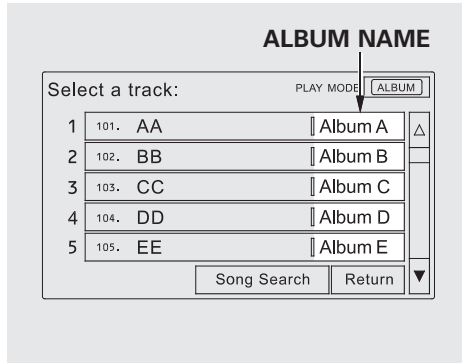 ALBUM NAME
Select a track: PLAY MODE ALBUM
1 101. AA Album A
2 102. BB Album B
3 103. CC Album C
4 104. DD Album D
5 105. EE Album E
Song Search Return